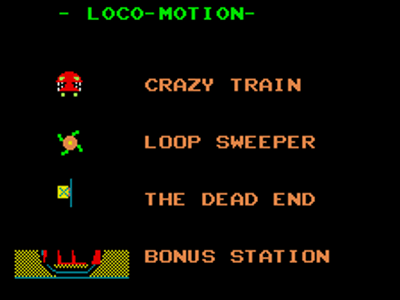 - LOCO-MOTION-
CRAZY TRAIN
LOOP SWEEPER
THE DEAD END
BONUS STATION